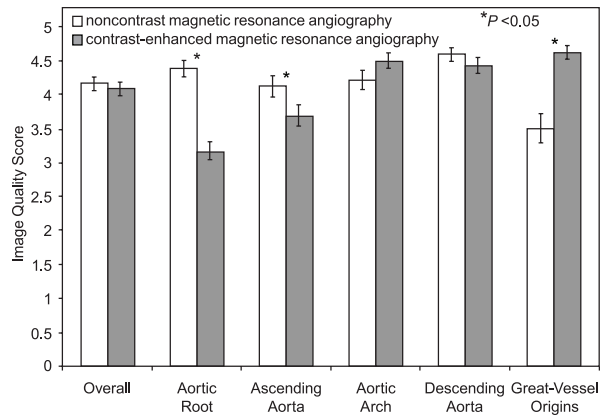 noncontrast magnetic resonance angiography
contrast-enhanced magnetic resonance angiography
*P <0.05
Image Quality Score
5
4.5
4
3.5
3
2.5
2
1.5
1
0.5
0
*
*
*
Overall
Aortic
Root
Ascending
Aorta
Aortic
Arch
Descending
Aorta
Great-Vessel
Origins